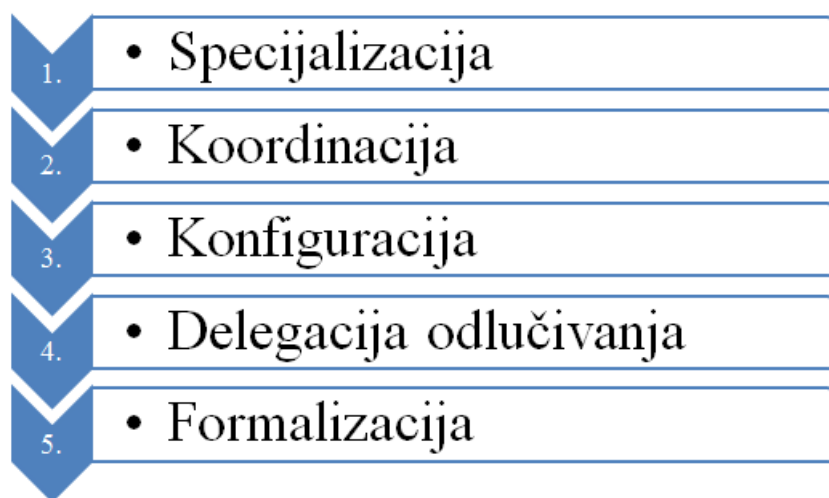 1. • Specijalizacija
2. • Koordinacija
3. • Konfiguracija
4. • Delegacija odlučivanja
5. • Formalizacija